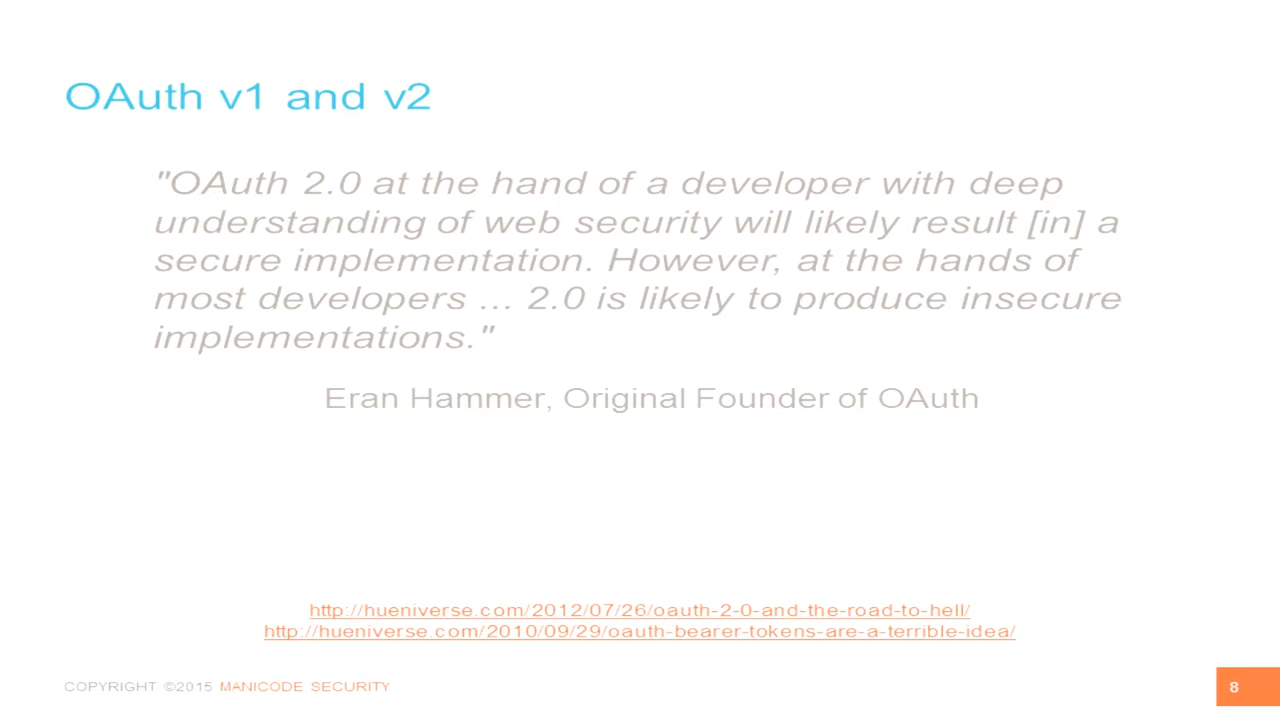 OAuth v1 and v2
"OAuth 2.0 at the hand of a developer with deep
understanding of web security will likely result [in] a
secure implementation. However, at the hands of
most developers ... 2.0 is likely to produce insecure
implementations."
Eran Hammer, Original Founder of OAuth
http://hueniverse.com/2012/07/26/oauth-2-0-and-the-road-to-hell/
http://hueniverse.com/2010/09/29/oauth-bearer-tokens-are-a-terrible-idea/
COPYRIGHT ©2015 MANICODE SECURITY
8